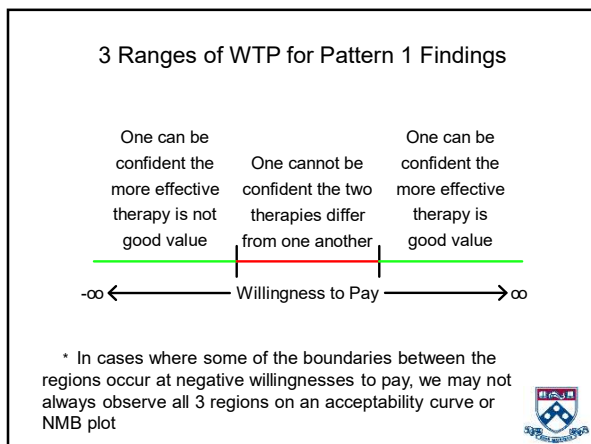 3 Ranges of WTP for Pattern 1 Findings
One can be
confident the
more effective
therapy is not
good value
One cannot be
confident the two
therapies differ
from one another
One can be
confident the
more effective
therapy is
good value
-oo Willingness to Pay oo
* In cases where some of the boundaries between the
regions occur at negative willingnesses to pay, we may not
always observe all 3 regions on an acceptability curve or
NMB plot